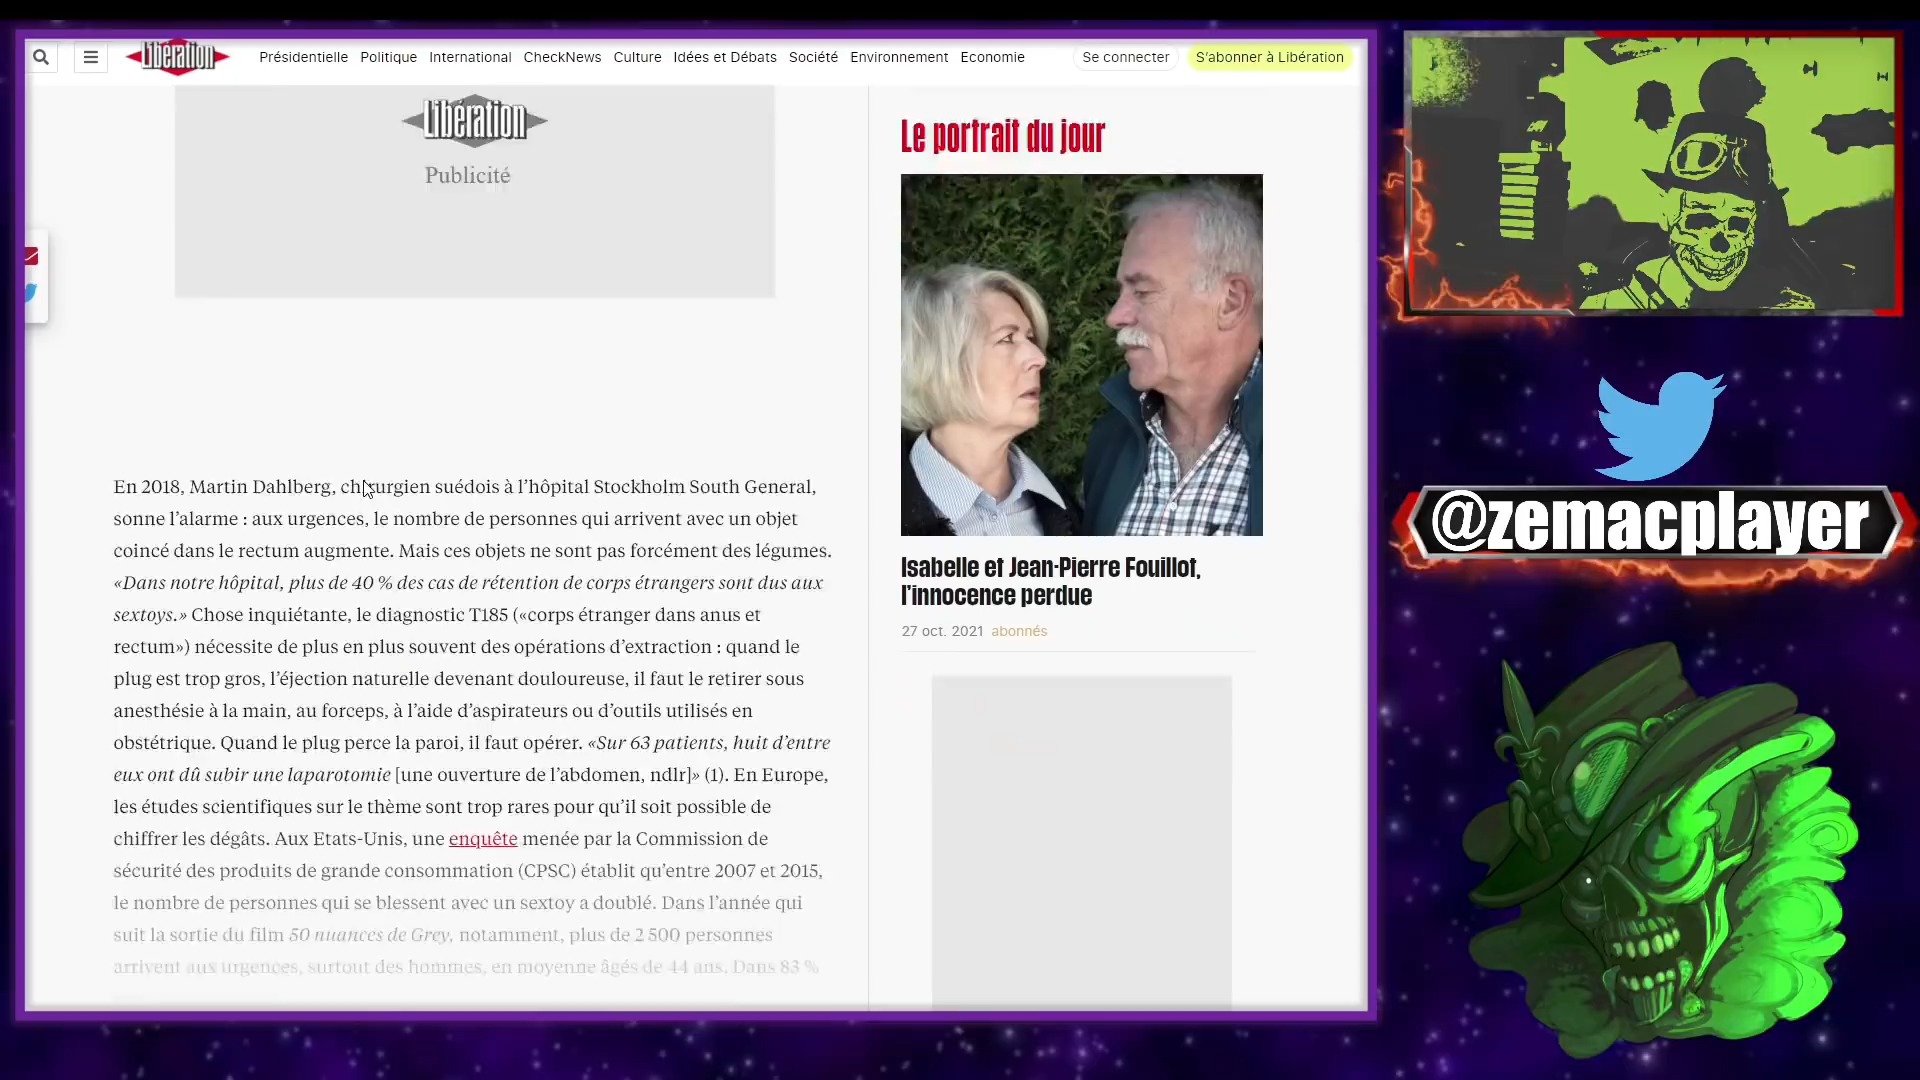 Libération
Présidentielle Politique International CheckNews Culture Idées et Débats Société Environnement Economie
Se connecter
S'abonner à Libération
Libération
Publicité
En 2018, Martin Dahlberg, chirurgien suédois à l’hôpital Stockholm South General,
sonne l’alarme : aux urgences, le nombre de personnes qui arrivent avec un objet
coincé dans le rectum augmente. Mais ces objets ne sont pas forcément des légumes.
«Dans notre hôpital, plus de 40 % des cas de rétention de corps étrangers sont dus aux
sextoys.» Chose inquiétante, le diagnostic T185 («corps étranger dans anus et
rectum») nécessite de plus en plus souvent des opérations d’extraction : quand le
plug est trop gros, l’éjection naturelle devenant douloureuse, il faut le retirer sous
anesthésie à la main, au forceps, à l’aide d’aspirateurs ou d’outils utilisés en
obstétrique. Quand le plug perce la paroi, il faut opérer. «Sur 63 patients, huit d’entre
eux ont dû subir une laparotomie [une ouverture de l’abdomen, ndlr]» (1). En Europe,
les études scientifiques sur le thème sont trop rares pour qu’il soit possible de
chiffrer les dégâts. Aux Etats-Unis, une enquête menée par la Commission de
sécurité des produits de grande consommation (CPSC) établit qu’entre 2007 et 2015,
le nombre de personnes qui se blessent avec un sextoy a doublé. Dans l’année qui
suit la sortie du film 50 nuances de Grey, notamment, plus de 2 500 personnes
arrivent aux urgences, surtout des hommes, en moyenne âgés de 44 ans. Dans 83 %
Le portrait du jour
Isabelle et Jean-Pierre Fouillot,
l’innocence perdue
27 oct. 2021 abonnés
@zemacplayer